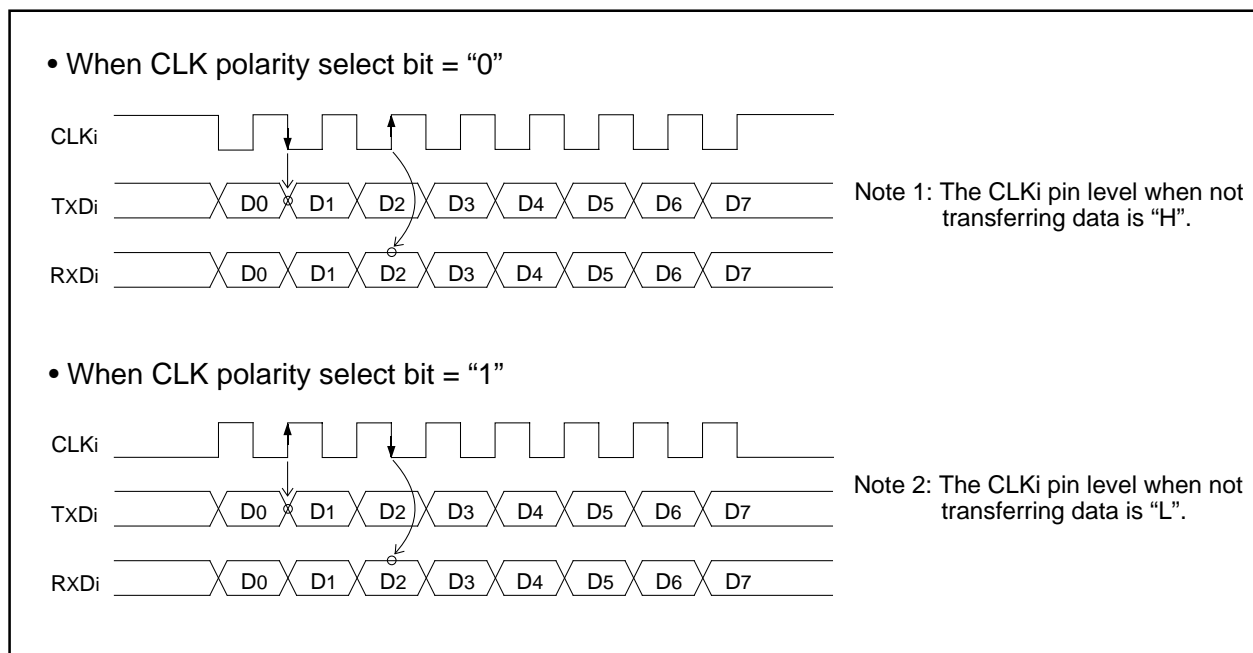 • When CLK polarity select bit = “0”
CLKi
TXDi D0 D1 D2 D3 D4 D5 D6 D7
RXDi D0 D1 D2 D3 D4 D5 D6 D7
Note 1: The CLKi pin level when not
transferring data is “H”.
• When CLK polarity select bit = “1”
CLKi
TXDi D0 D1 D2 D3 D4 D5 D6 D7
RXDi D0 D1 D2 D3 D4 D5 D6 D7
Note 2: The CLKi pin level when not
transferring data is “L”.